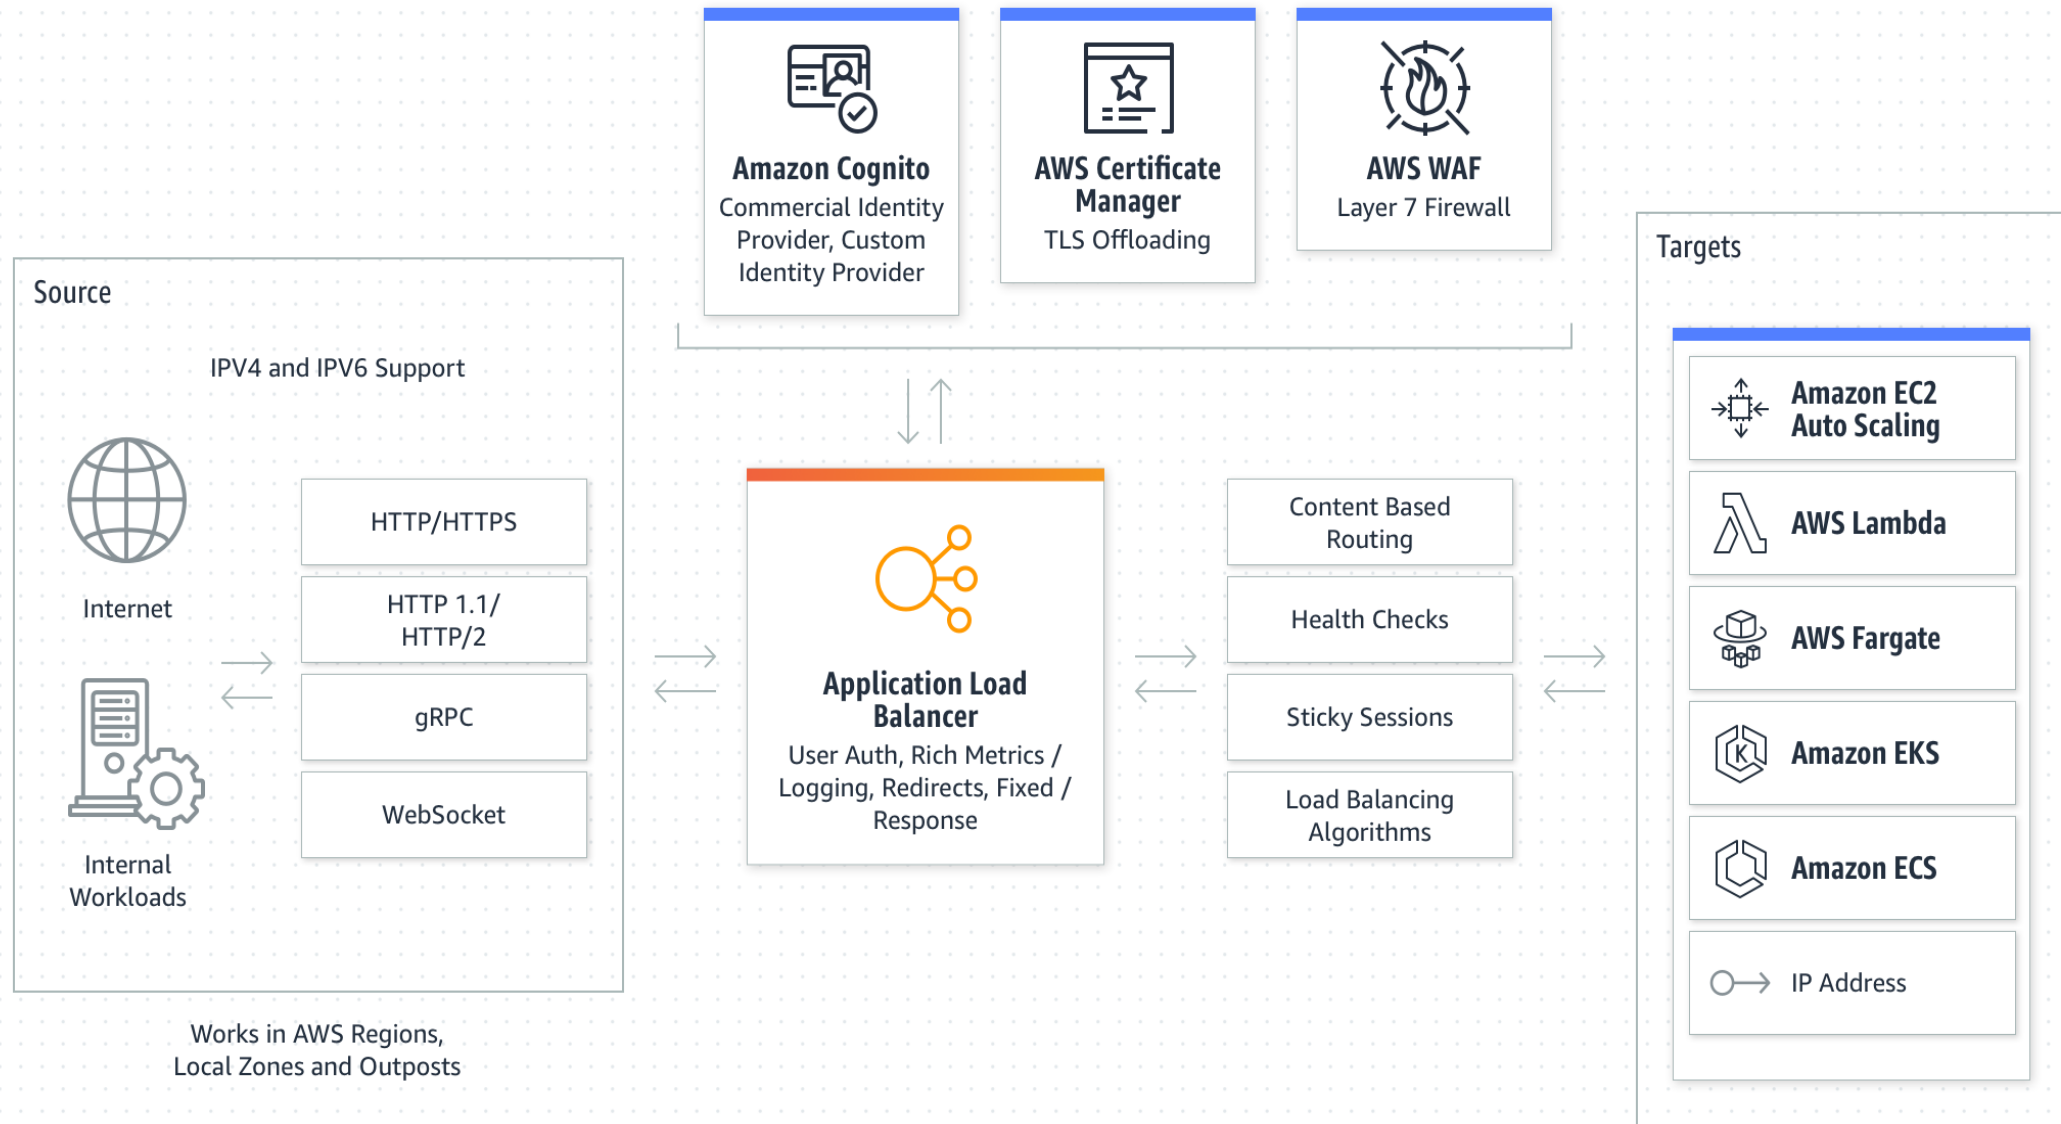 Amazon Cognito
Commercial Identity
Provider, Custom
Identity Provider
AWS Certificate
Manager
TLS Offloading
AWS WAF
Layer 7 Firewall
Source
IPV4 and IPV6 Support
Internet
Internal
Workloads
HTTP/HTTPS
HTTP 1.1/
HTTP/2
gRPC
WebSocket
Works in AWS Regions,
Local Zones and Outposts
Application Load
Balancer
User Auth, Rich Metrics /
Logging, Redirects, Fixed /
Response
Content Based
Routing
Health Checks
Sticky Sessions
Load Balancing
Algorithms
Targets
Amazon EC2
Auto Scaling
AWS Lambda
AWS Fargate
K
Amazon EKS
Amazon ECS
IP Address